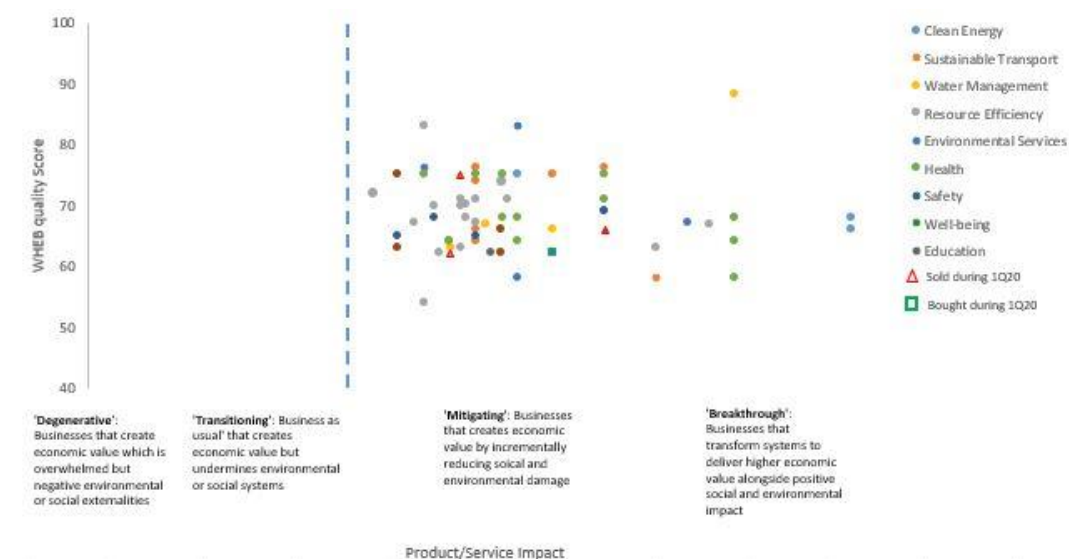 100
90
80
70
60
50
40
WHEB quality Score
Clean Energy
Sustainable Transport
Water Management
Resource Efficiency
Environmental Services
Health
Safety
Well-being
Education
Sold during 1Q20
Bought during 1Q20
'Degenerative':
Businesses that create
economic value which is
overwhelmed but
negative environmental
or social externalities
'Transitioning': Business as
usual' that creates
economic value but
undermines environmental
or social systems
'Mitigating': Businesses
that creates economic
value by incrementally
reducing soical and
environmental damage
'Breakthrough':
Businesses that
transform systems to
deliver higher economic
value alongside positive
social and environmental
impact
Product/Service Impact